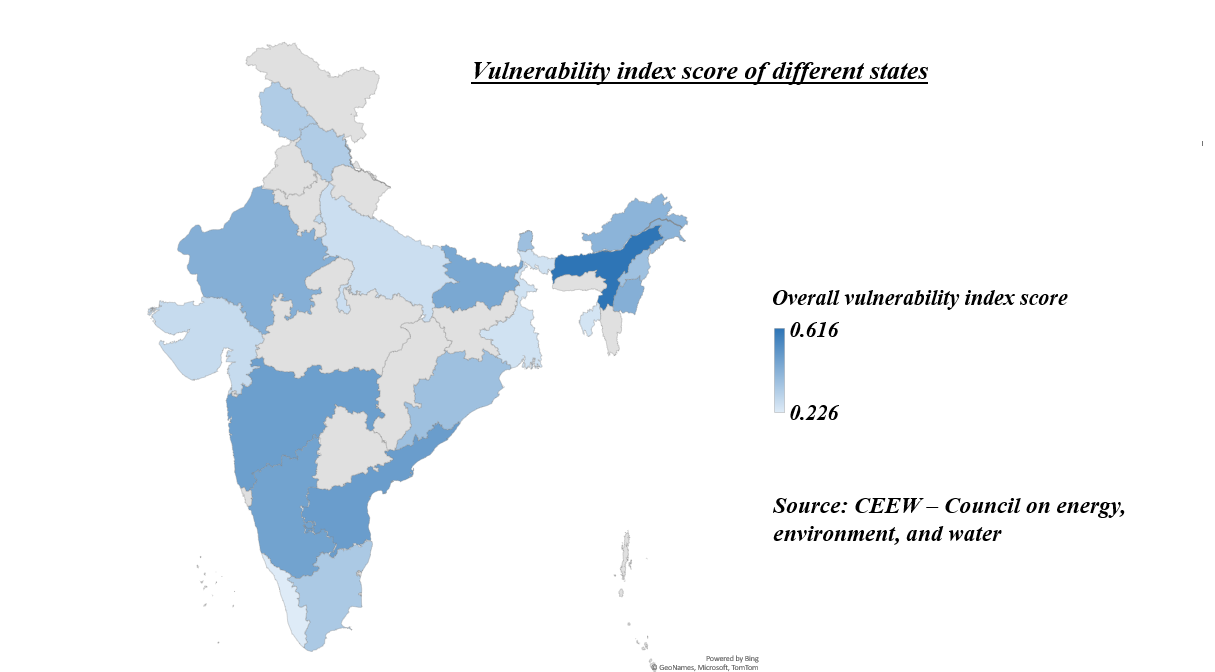 Vulnerability index score of different states
Overall vulnerability index score
0.616
0.226
Source: CEEW – Council on energy,
environment, and water
Powered by Bing
© GeoNames, Microsoft, TomTom